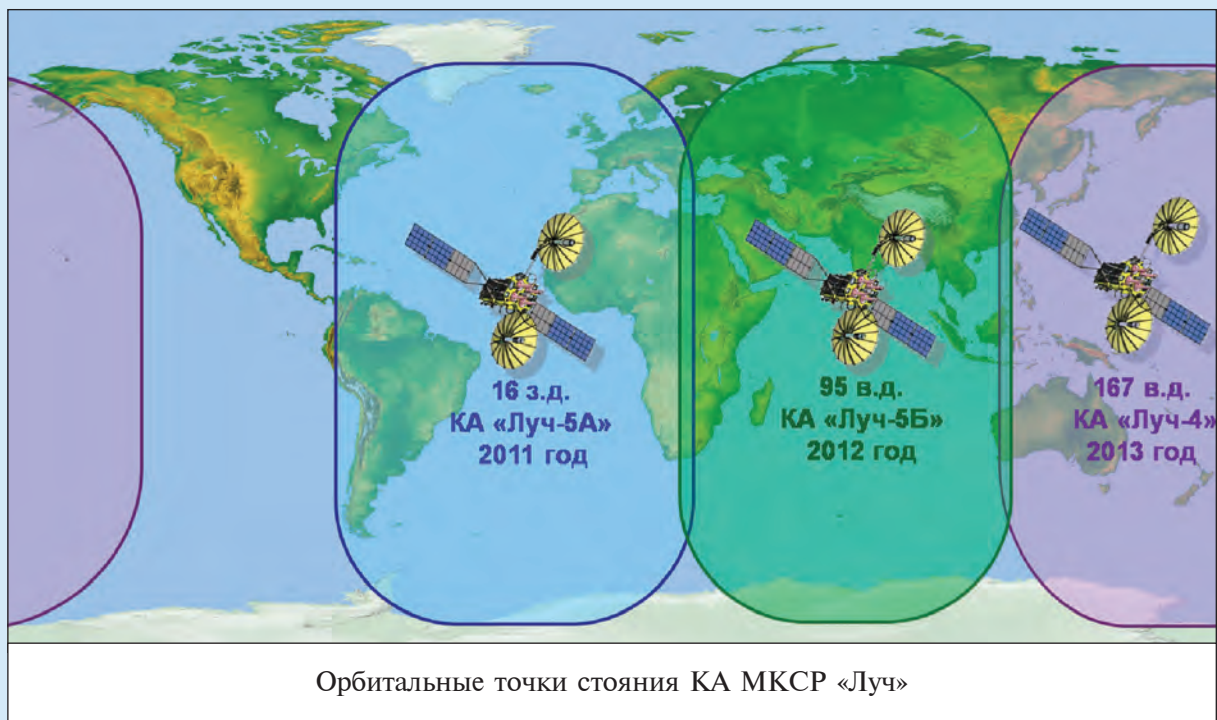 16 з.д.
КА «Луч-5А»
2011 год
95 в.д.
КА «Луч-5Б»
2012 год
167 в.д.
КА «Луч-4»
2013 год
Орбитальные точки стояния КА МКСР «Луч»